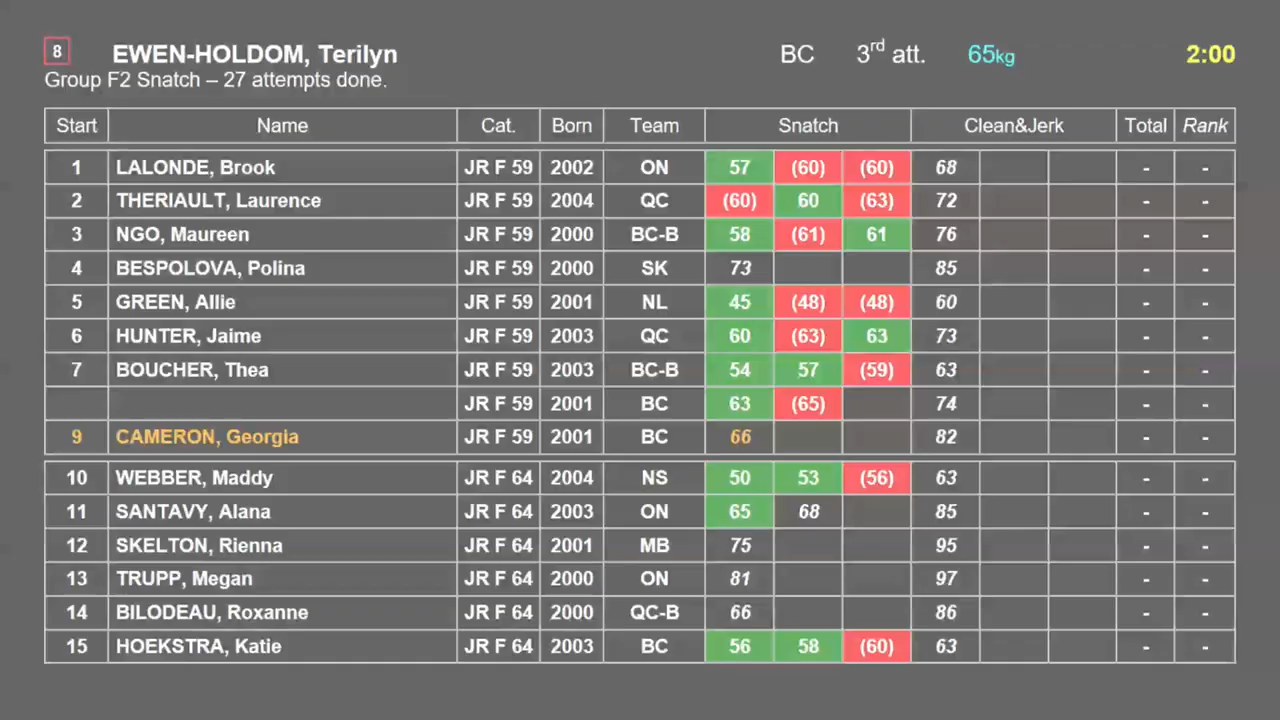 8 EWEN-HOLDOM, Terilyn BC 3rd att. 65kg 2:00
Group F2 Snatch – 27 attempts done.
Start Name Cat. Born Team Snatch Clean&Jerk Total Rank
1 LALONDE, Brook JR F 59 2002 ON 57 (60) (60) 68 - -
2 THERIAULT, Laurence JR F 59 2004 QC (60) 60 (63) 72 - -
3 NGO, Maureen JR F 59 2000 BC-B 58 (61) 61 76 - -
4 BESPOLOVA, Polina JR F 59 2000 SK 73 85 - -
5 GREEN, Allie JR F 59 2001 NL 45 (48) (48) 60 - -
6 HUNTER, Jaime JR F 59 2003 QC 60 (63) 63 73 - -
7 BOUCHER, Thea JR F 59 2003 BC-B 54 57 (59) 63 - -
JR F 59 2001 BC 63 (65) 74 - -
9 CAMERON, Georgia JR F 59 2001 BC 66 82 - -
10 WEBBER, Maddy JR F 64 2004 NS 50 53 (56) 63 - -
11 SANTAVY, Alana JR F 64 2003 ON 65 68 85 - -
12 SKELTON, Rienna JR F 64 2001 MB 75 95 - -
13 TRUPP, Megan JR F 64 2000 ON 81 97 - -
14 BILODEAU, Roxanne JR F 64 2000 QC-B 66 86 - -
15 HOEKSTRA, Katie JR F 64 2003 BC 56 58 (60) 63 - -